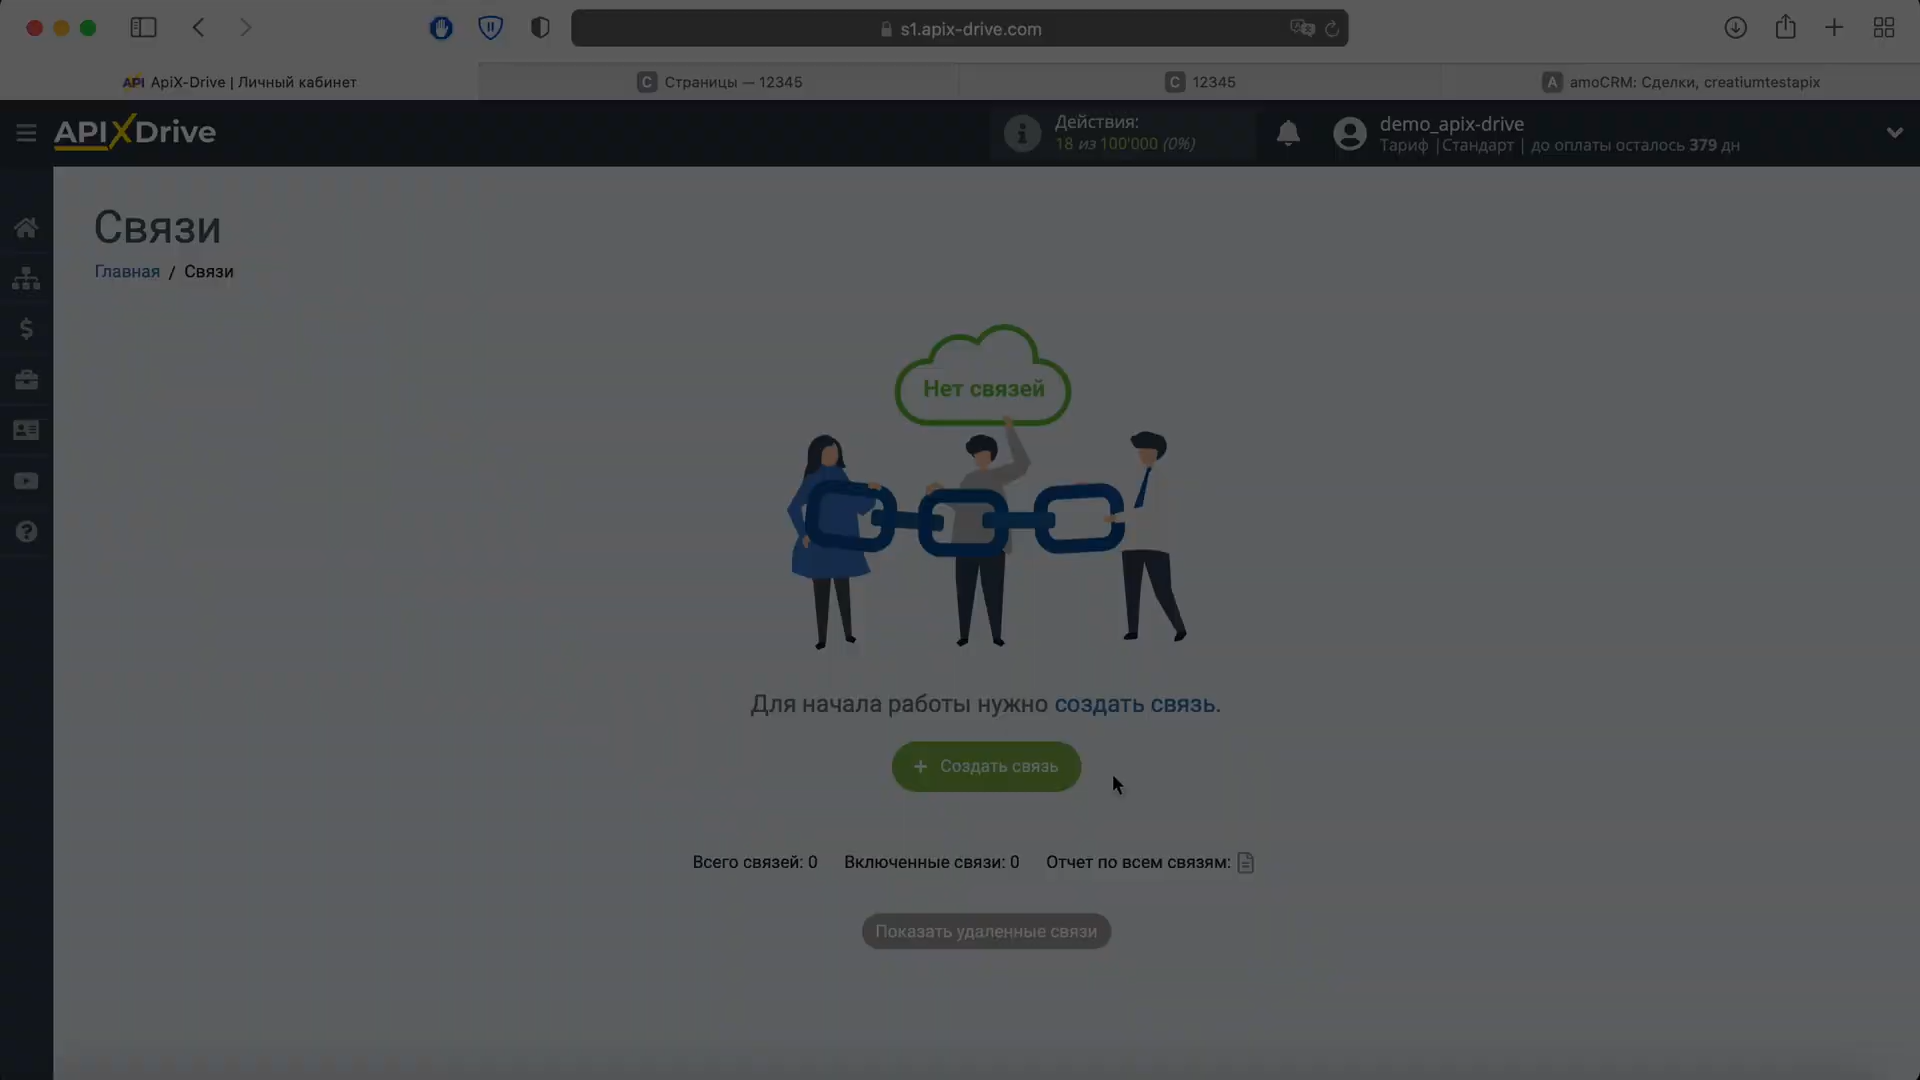 s1.apix-drive.com
API ApiX-Drive | Личный кабинет
C Страницы — 12345
C 12345
A amoCRM: Сделки, creatiumtestapix
APIXDrive
Действия:
18 из 100'000 (0%)
demo_apix-drive
Тариф |Стандарт | до оплаты осталось 379 дн
Связи
Главная / Связи
Нет связей
Для начала работы нужно создать связь.
+ Создать связь
Всего связей: 0 Включенные связи: 0 Отчет по всем связям:
Показать удаленные связи